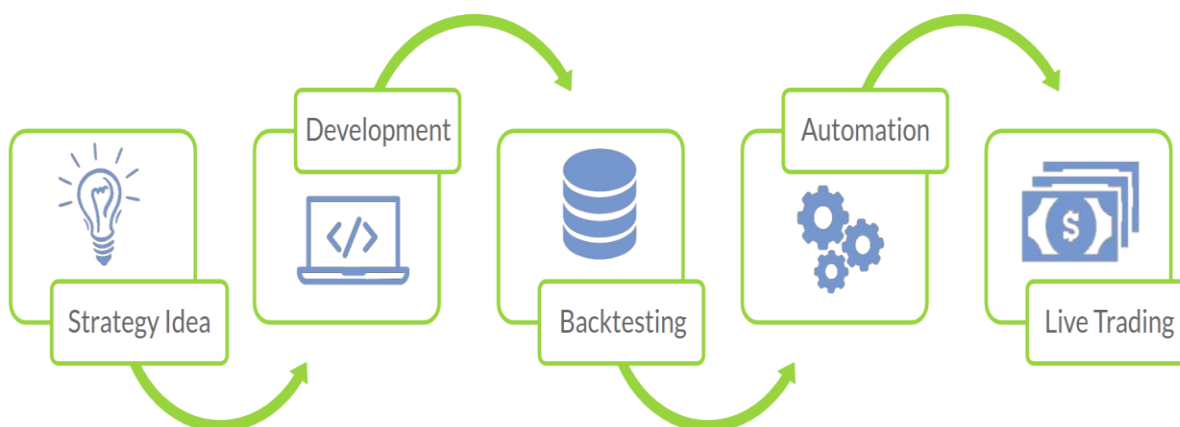 Strategy Idea
Development
</>
Backtesting
Automation
$
Live Trading